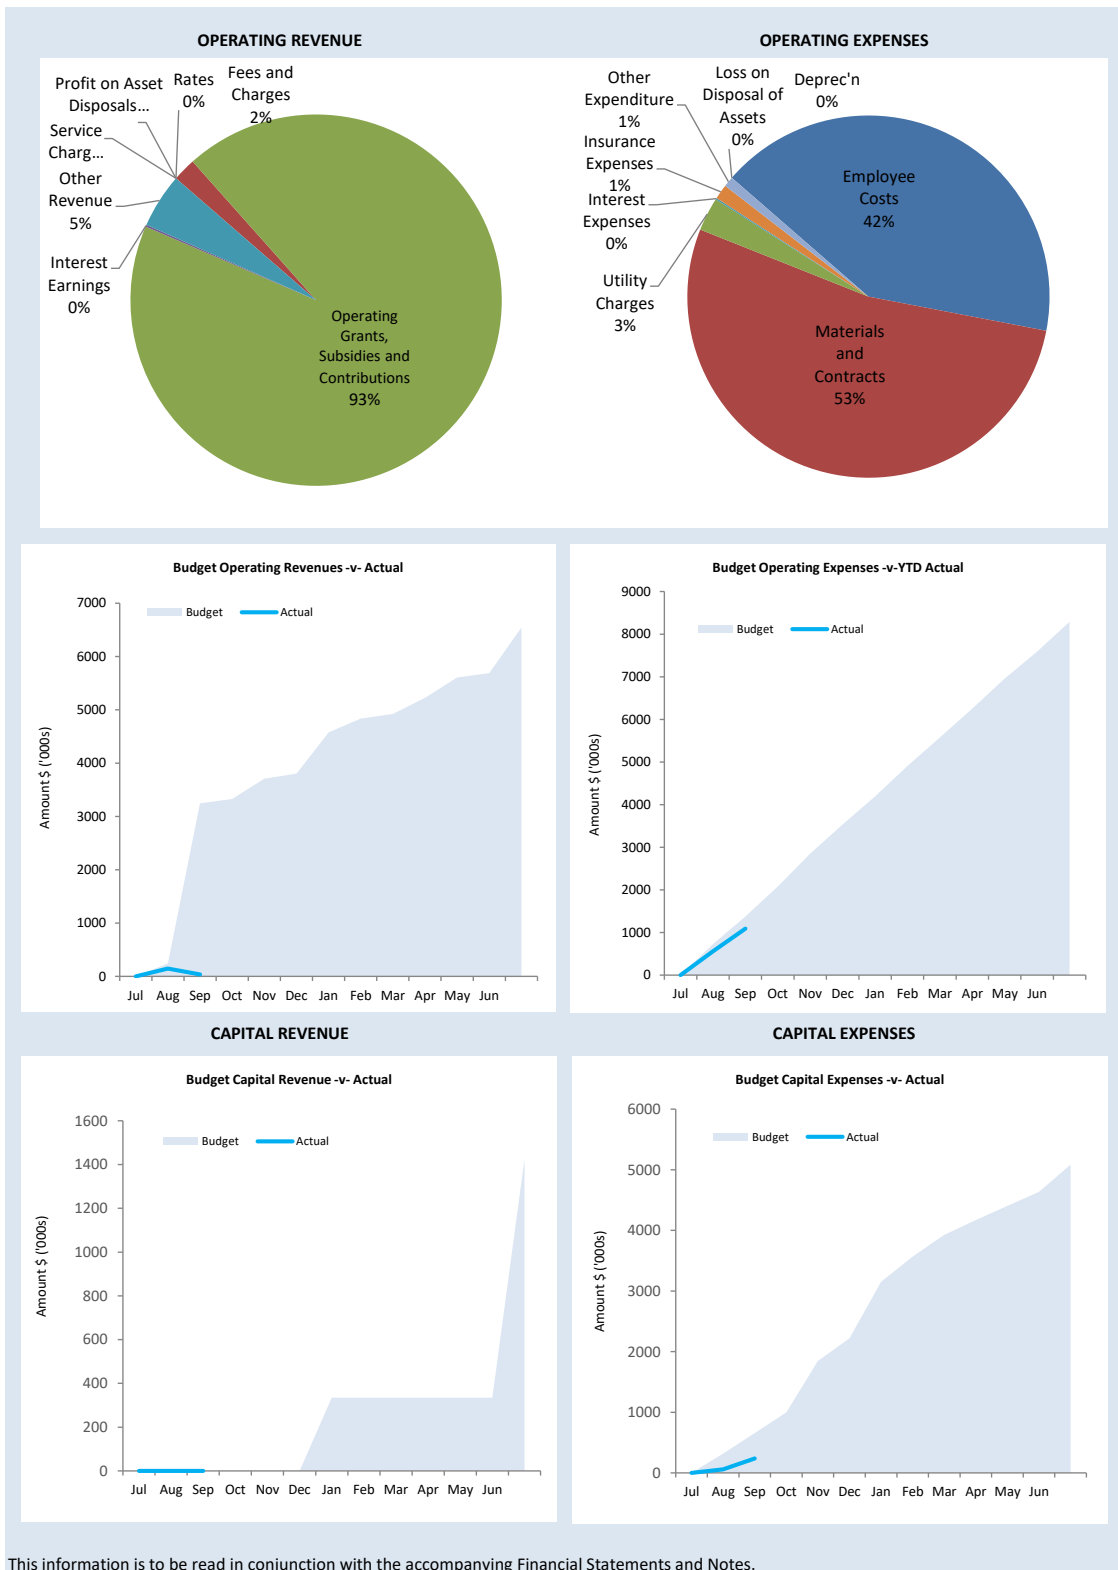 OPERATING REVENUE
OPERATING EXPENSES
Profit on Asset
Disposals...
Rates
0%
Fees and
Charges
2%
Service
Charg...
Other
Revenue
5%
Interest
Earnings
0%
Operating
Grants,
Subsidies and
Contributions
93%
Other
Expenditure
1%
Loss on
Disposal of
Assets
0%
Deprec'n
0%
Insurance
Expenses
1%
Interest
Expenses
0%
Utility
Charges
3%
Employee
Costs
42%
Materials
and
Contracts
53%
Budget Operating Revenues -v- Actual
Budget Actual
Amount $ ('000s)
7000
6000
5000
4000
3000
2000
1000
0
Jul Aug Sep Oct Nov Dec Jan Feb Mar Apr May Jun
Budget Operating Expenses -v-YTD Actual
Budget Actual
Amount $ ('000s)
9000
8000
7000
6000
5000
4000
3000
2000
1000
0
Jul Aug Sep Oct Nov Dec Jan Feb Mar Apr May Jun
CAPITAL REVENUE
CAPITAL EXPENSES
Budget Capital Revenue -v- Actual
Budget Actual
Amount $ ('000s)
1600
1400
1200
1000
800
600
400
200
0
Jul Aug Sep Oct Nov Dec Jan Feb Mar Apr May Jun
Budget Capital Expenses -v- Actual
Budget Actual
Amount $ ('000s)
6000
5000
4000
3000
2000
1000
0
Jul Aug Sep Oct Nov Dec Jan Feb Mar Apr May Jun
This information is to be read in conjunction with the accompanying Financial Statements and Notes.